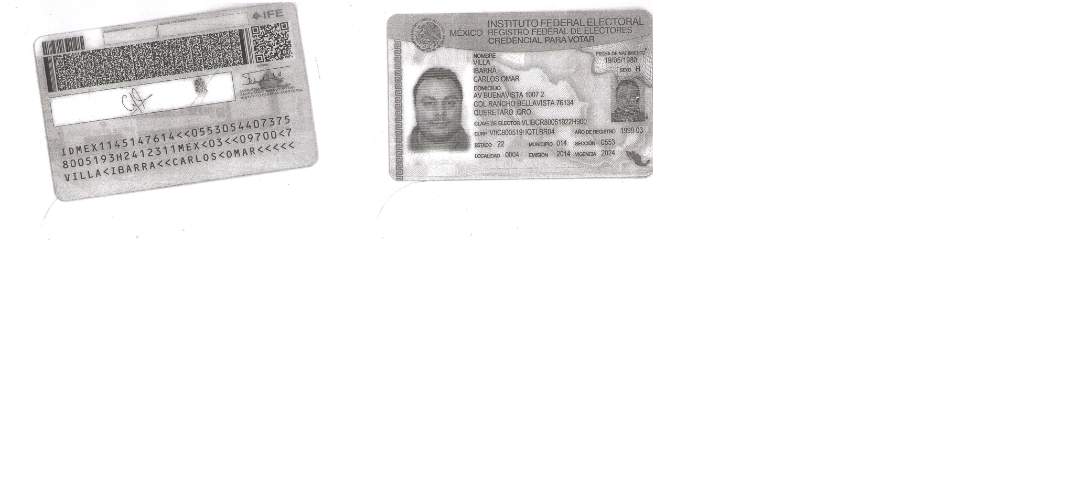 IFE
IDMEX1145147614<<0553054407375
8005193H2412311MEX<03<<09700<7
VILLA<IBARRA<<CARLOS<OMAR<<<<<
INSTITUTO FEDERAL ELECTORAL
MÉXICO REGISTRO FEDERAL DE ELECTORES
CREDENCIAL PARA VOTAR
NOMBRE
VILLA
IBARRA
CARLOS OMAR
FECHA DE NACIMIENTO
19/05/1980
SEXO H
DOMICILIO
AV BUENAVISTA 1007 2
COL RANCHO BELLAVISTA 76134
QUERETARO ,QRO.
CLAVE DE ELECTOR VLIBCR80051922H900
CURP VIIC800519HQTLBR04 AÑO DE REGISTRO 1999 03
ESTADO 22 MUNICIPIO 014 SECCIÓN 0553
LOCALIDAD 0004 EMISIÓN 2014 VIGENCIA 2024